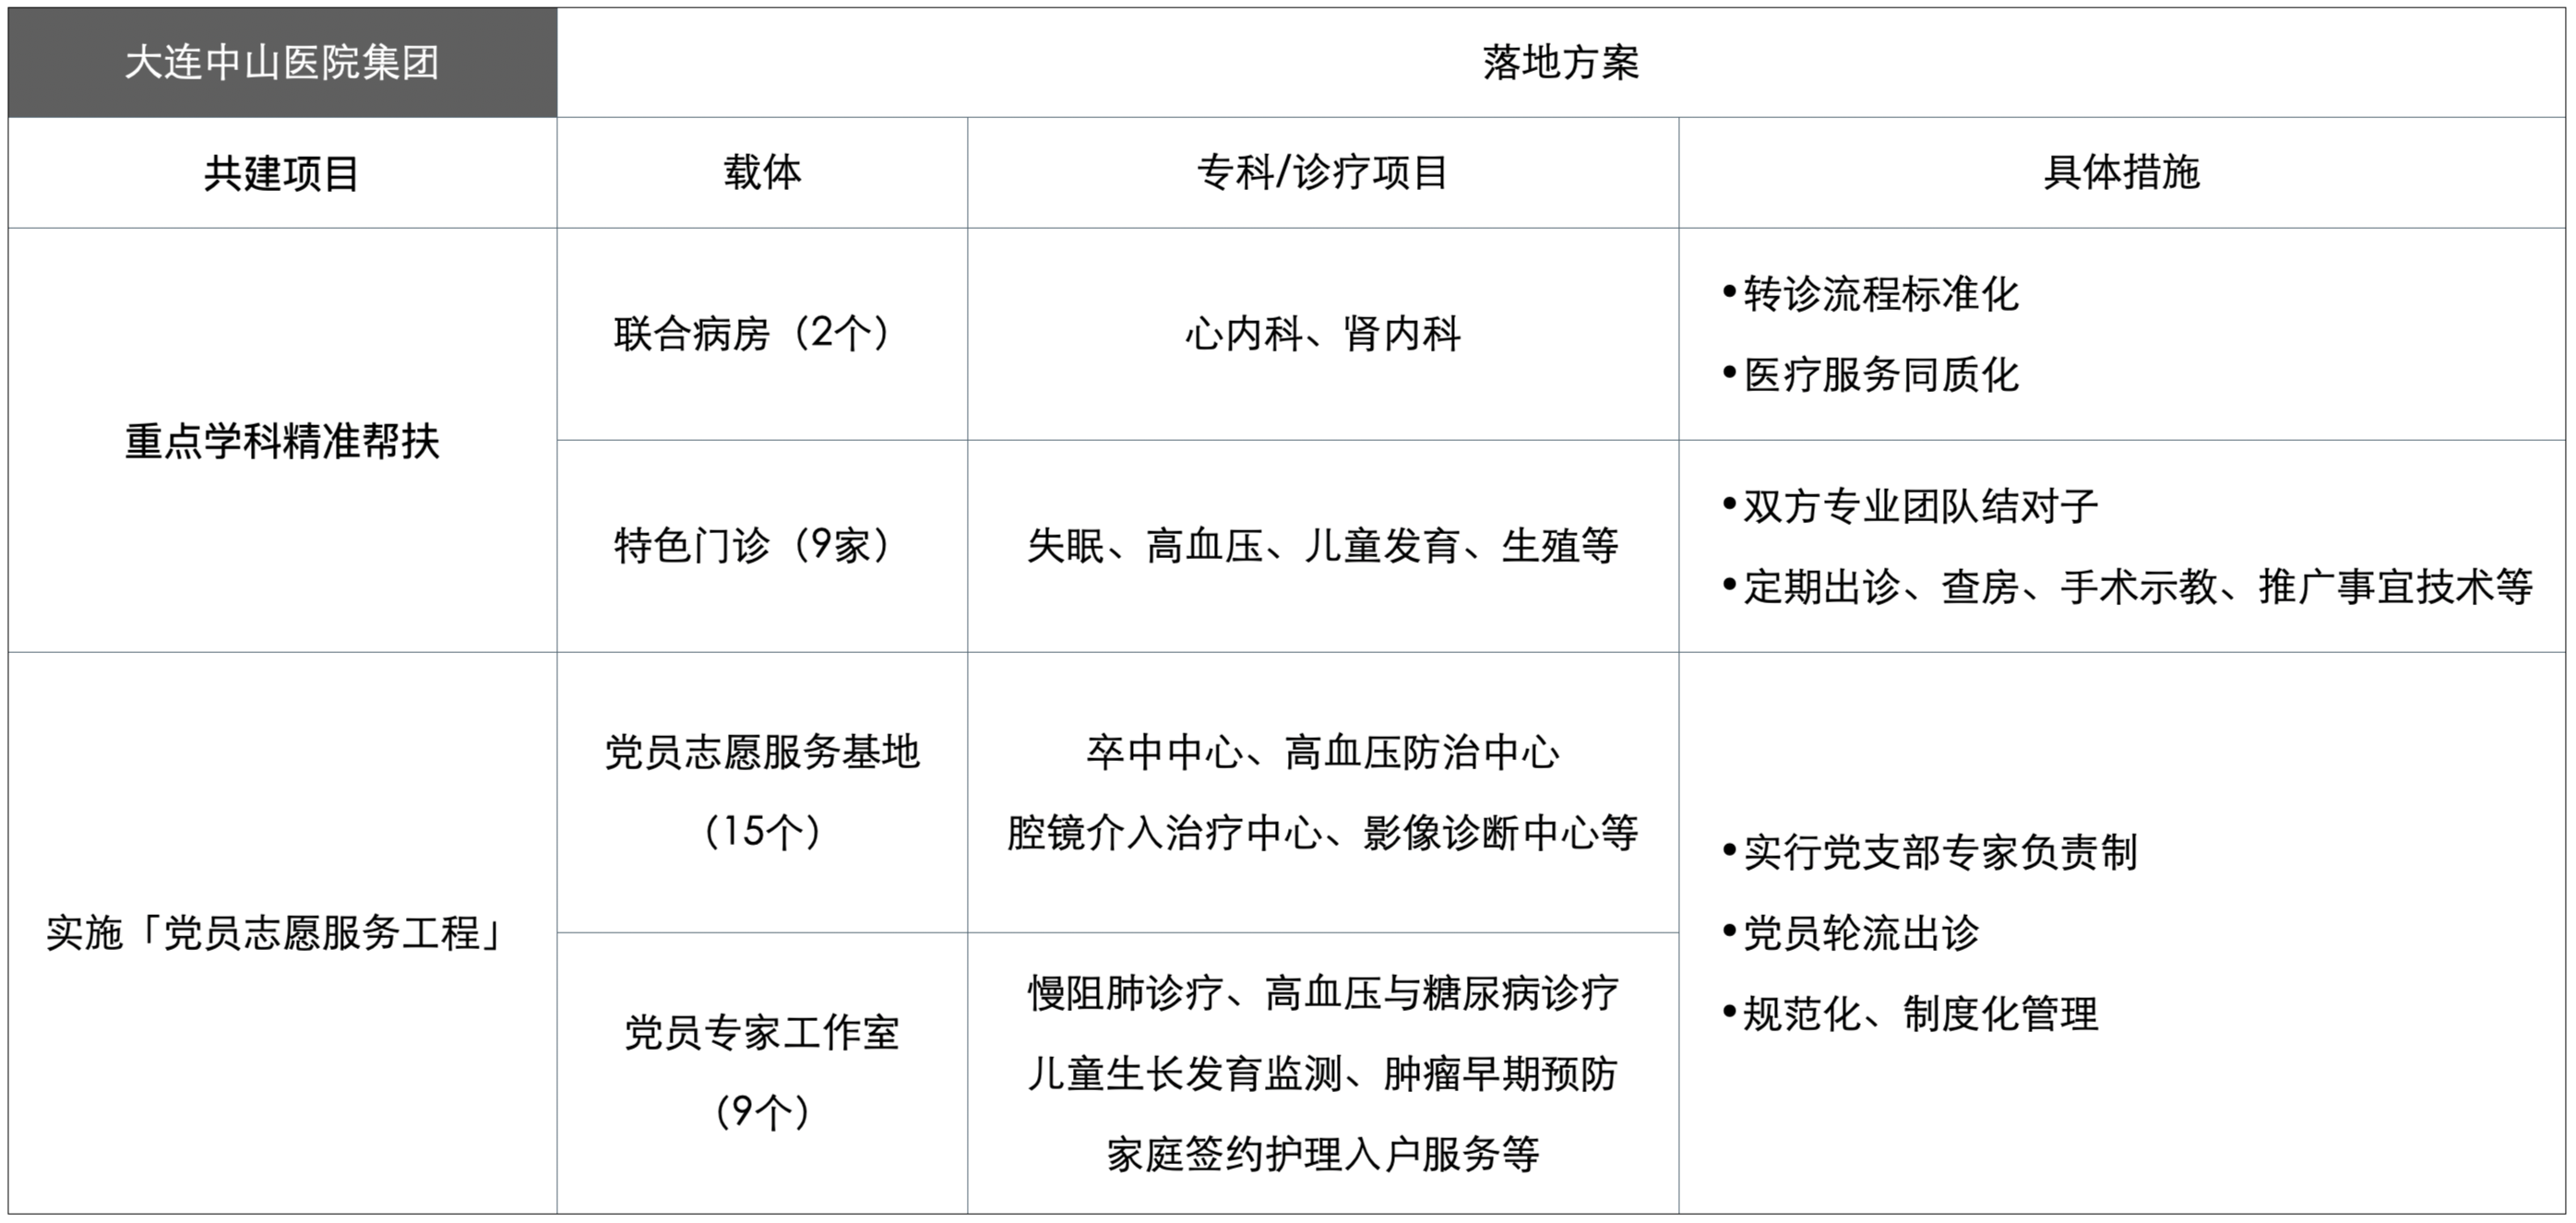 大连中山医院集团
落地方案
共建项目
载体
专科/诊疗项目
具体措施
重点学科精准帮扶
联合病房（2个）
心内科、肾内科
•转诊流程标准化
•医疗服务同质化
特色门诊（9家）
失眠、高血压、儿童发育、生殖等
•双方专业团队结对子
•定期出诊、查房、手术示教、推广事宜技术等
实施「党员志愿服务工程」
党员志愿服务基地
（15个）
卒中中心、高血压防治中心
腔镜介入治疗中心、影像诊断中心等
•实行党支部专家负责制
•党员轮流出诊
•规范化、制度化管理
党员专家工作室
（9个）
慢阻肺诊疗、高血压与糖尿病诊疗
儿童生长发育监测、肿瘤早期预防
家庭签约护理入户服务等